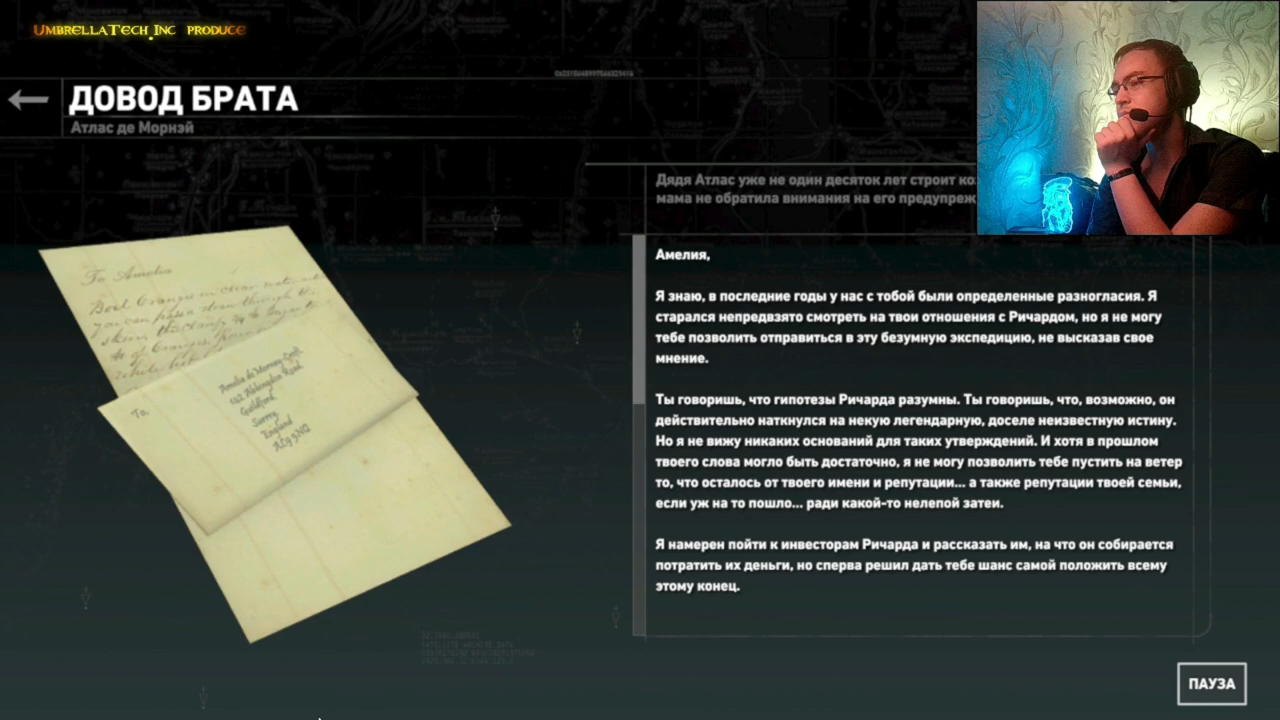 UmbrellaTech_Inc produce
ДОВОД БРАТА
Атлас де Морнэй
Дядя Атлас уже не один десяток лет строит
мама не обратила внимания на его
Амелия,
Я знаю, в последние годы у нас с тобой были определенные разногласия. Я
старался непредвзято смотреть на твои отношения с Ричардом, но я не могу
тебе позволить отправиться в эту безумную экспедицию, не высказав свое
мнение.
Ты говоришь, что гипотезы Ричарда разумны. Ты говоришь, что, возможно, он
действительно наткнулся на некую легендарную, доселе неизвестную истину.
Но я не вижу никаких оснований для таких утверждений. И хотя в прошлом
твоего слова могло быть достаточно, я не могу позволить тебе пустить на ветер
то, что осталось от твоего имени и репутации... а также репутации твоей семьи,
если уж на то пошло... ради какой-то нелепой затеи.
Я намерен пойти к инвесторам Ричарда и рассказать им, на что он собирается
потратить их деньги, но сперва решил дать тебе шанс самой положить всему
этому конец.
To Amelia
To,
Amelia de Mornay Croft
Abbingdon Road
Guildford,
Surrey
England
ПАУЗА